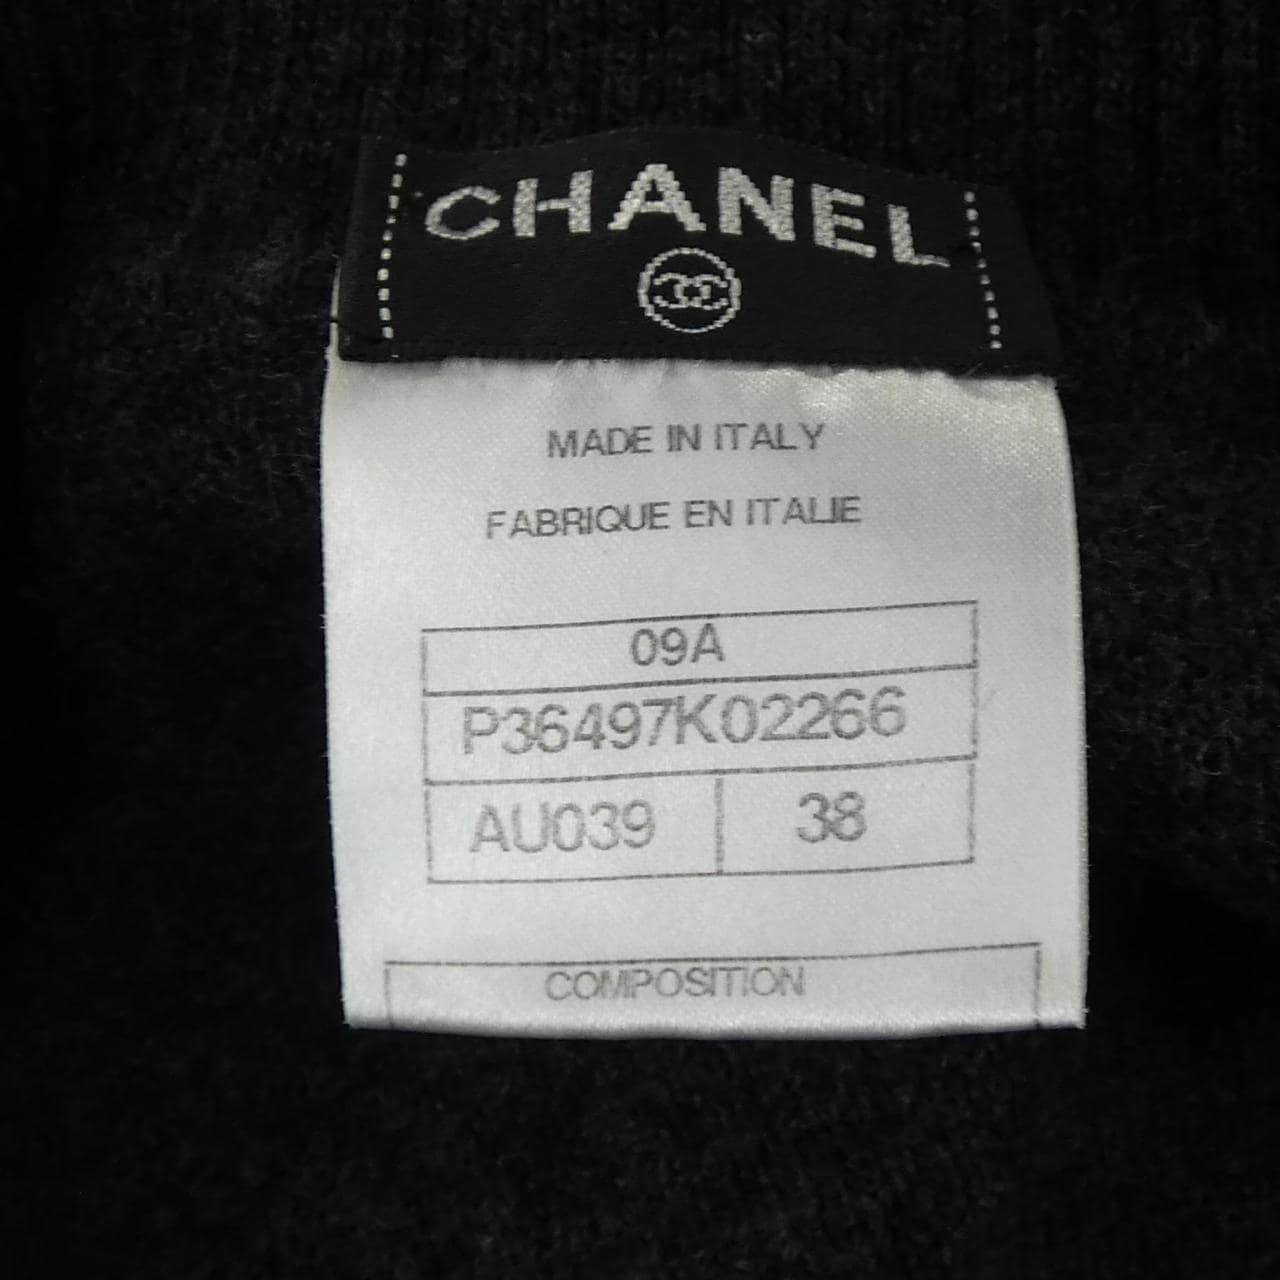 CHANEL
MADE IN ITALY
FABRIQUE EN ITALIE
09A
P36497K02266
AU039 38
COMPOSITION